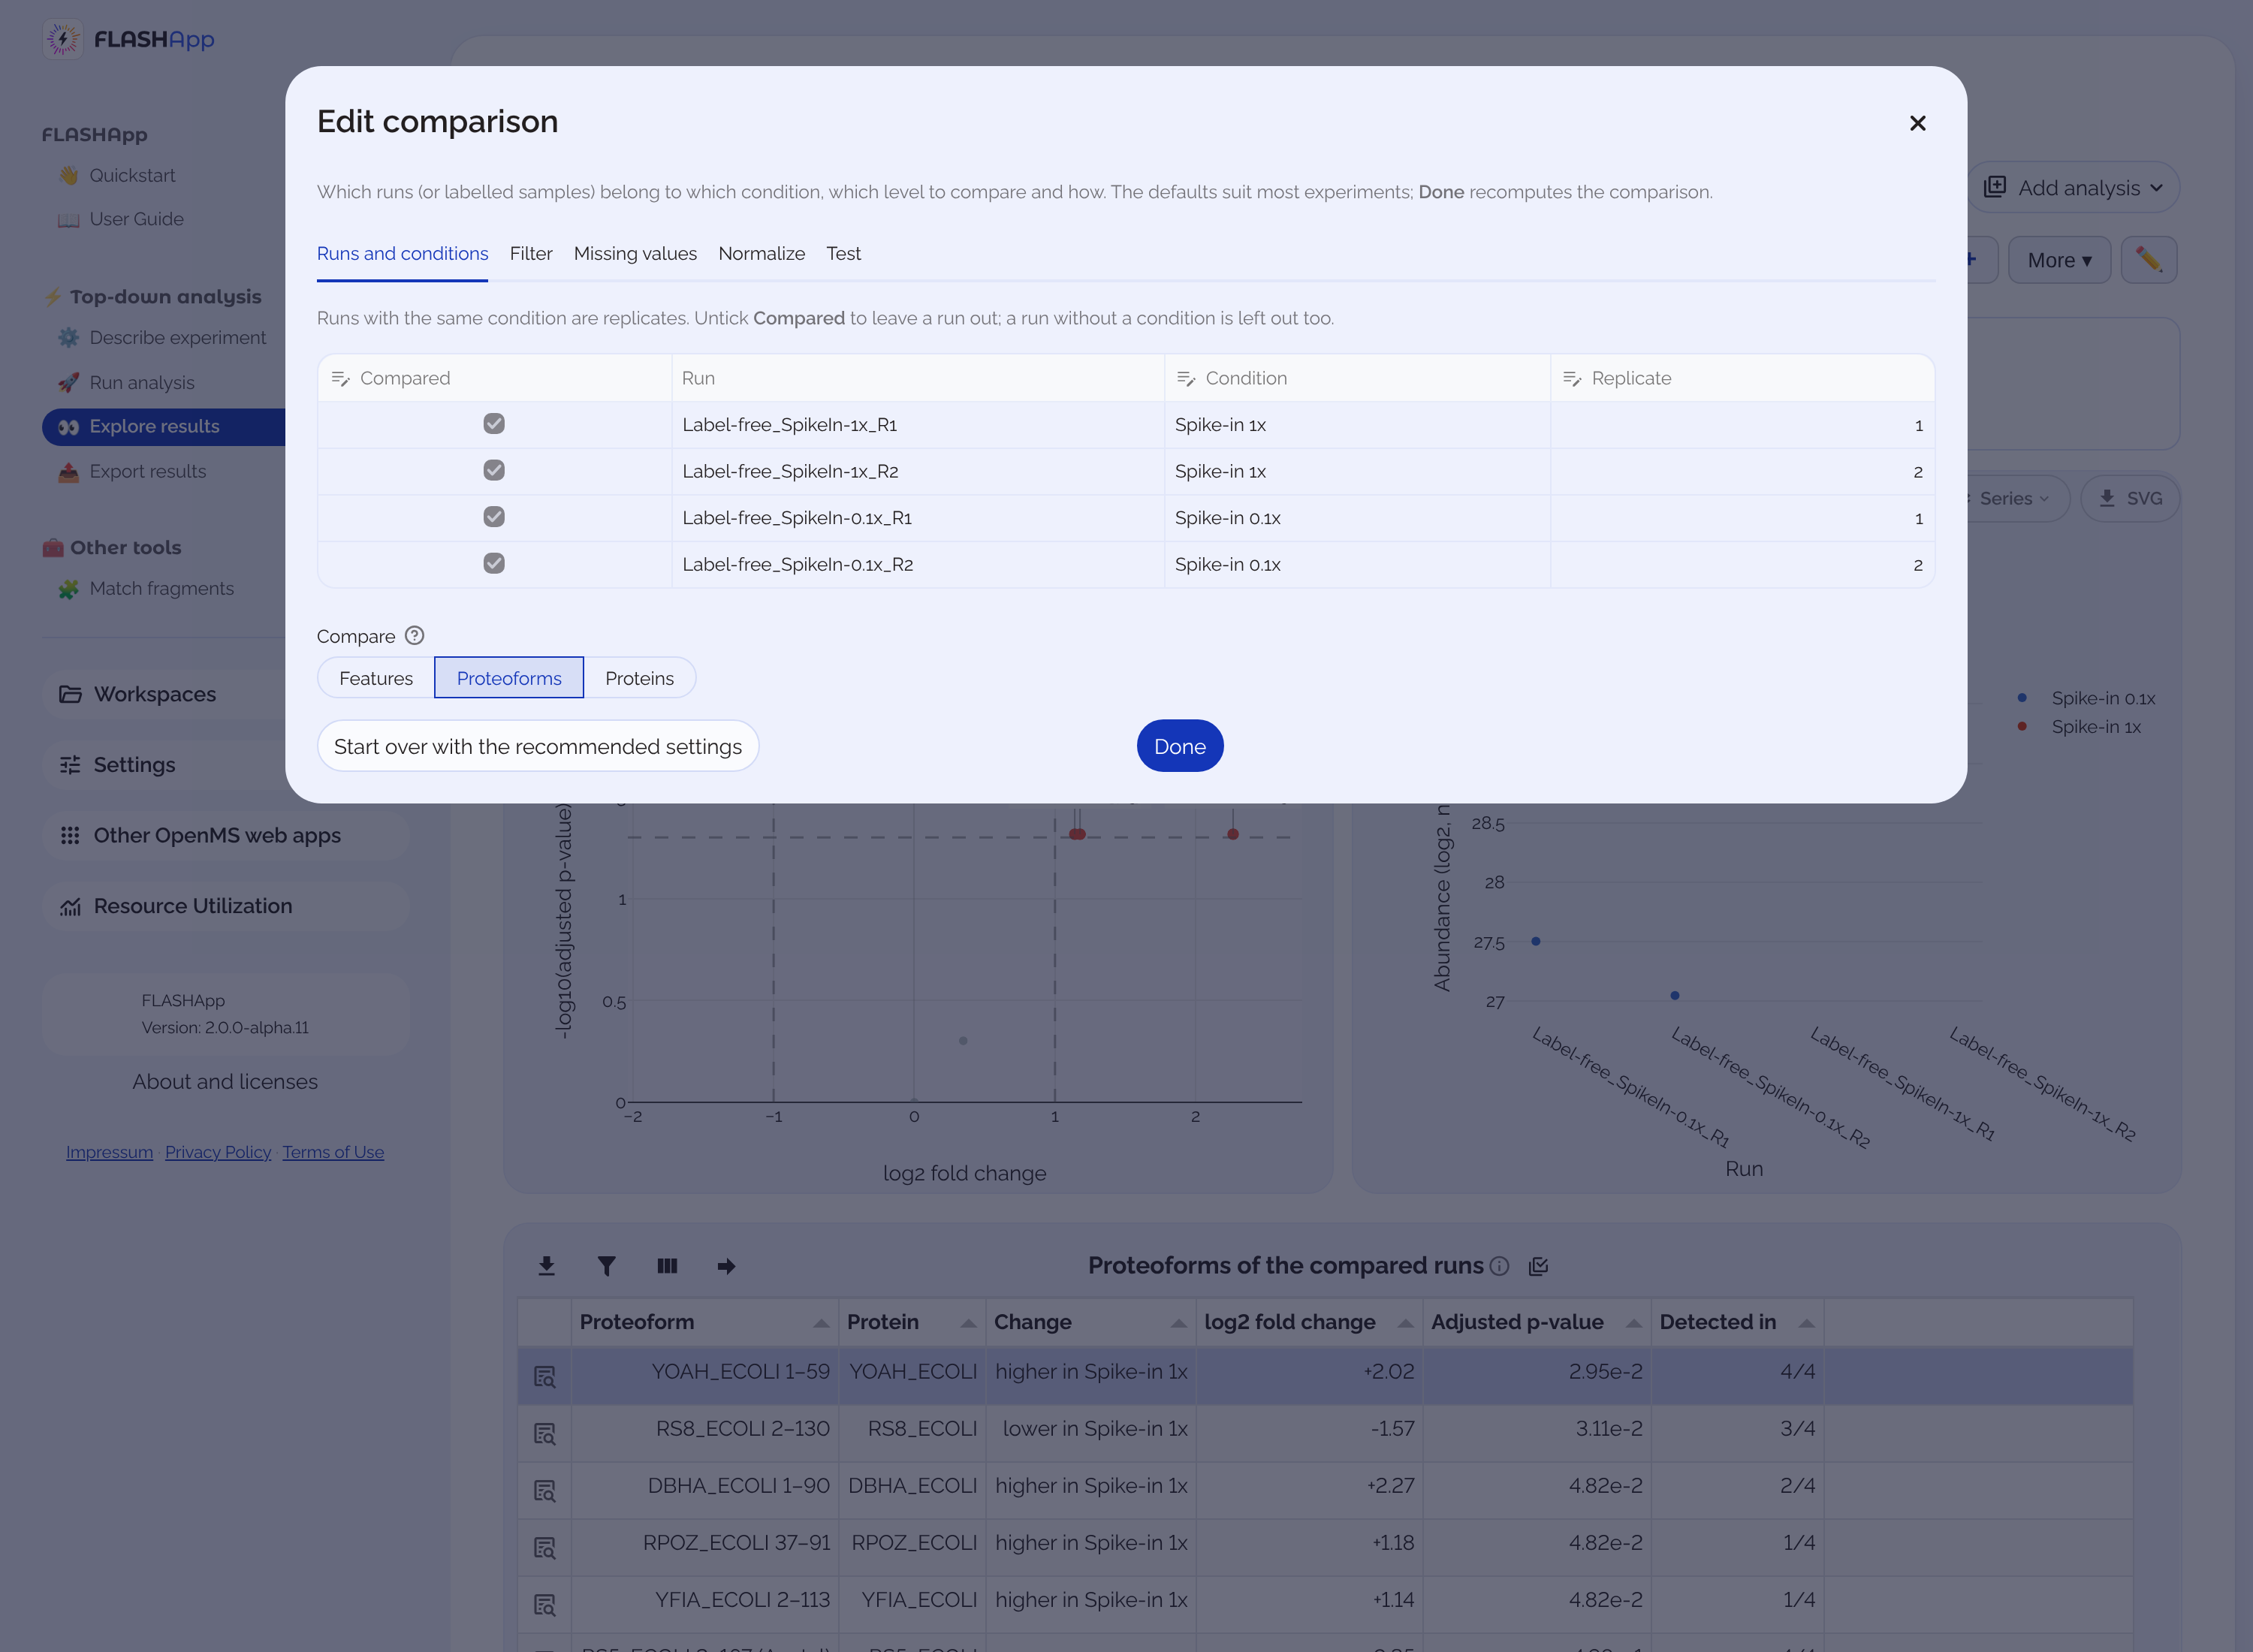 FLASHApp
FLASHApp
Quickstart
User Guide
Top-down analysis
Describe experiment
Run analysis
Explore results
Export results
Other tools
Match fragments
Workspaces
Settings
Other OpenMS web apps
Resource Utilization
FLASHApp
Version: 2.0.0-alpha.11
About and licenses
Impressum · Privacy Policy · Terms of Use
Edit comparison
Which runs (or labelled samples) belong to which condition, which level to compare and how. The defaults suit most experiments; Done recomputes the comparison.
Runs and conditions Filter Missing values Normalize Test
Runs with the same condition are replicates. Untick Compared to leave a run out; a run without a condition is left out too.
Compared Run Condition Replicate
Label-free_SpikeIn-1x_R1 Spike-in 1x 1
Label-free_SpikeIn-1x_R2 Spike-in 1x 2
Label-free_SpikeIn-0.1x_R1 Spike-in 0.1x 1
Label-free_SpikeIn-0.1x_R2 Spike-in 0.1x 2
Compare
Features Proteoforms Proteins
Start over with the recommended settings Done
Add analysis
More ▾
Series SVG
Spike-in 0.1x
Spike-in 1x
-log10(adjusted p-value)
1
0.5
0
−2 −1 0 1 2
log2 fold change
Abundance (log2,
28.5
28
27.5
27
Label-free_SpikeIn-0.1x_R1
Label-free_SpikeIn-0.1x_R2
Label-free_SpikeIn-1x_R1
Label-free_SpikeIn-1x_R2
Run
Proteoforms of the compared runs
Proteoform Protein Change log2 fold change Adjusted p-value Detected in
YOAH_ECOLI 1–59 YOAH_ECOLI higher in Spike-in 1x +2.02 2.95e-2 4/4
RS8_ECOLI 2–130 RS8_ECOLI lower in Spike-in 1x -1.57 3.11e-2 3/4
DBHA_ECOLI 1–90 DBHA_ECOLI higher in Spike-in 1x +2.27 4.82e-2 2/4
RPOZ_ECOLI 37–91 RPOZ_ECOLI higher in Spike-in 1x +1.18 4.82e-2 1/4
YFIA_ECOLI 2–113 YFIA_ECOLI higher in Spike-in 1x +1.14 4.82e-2 1/4